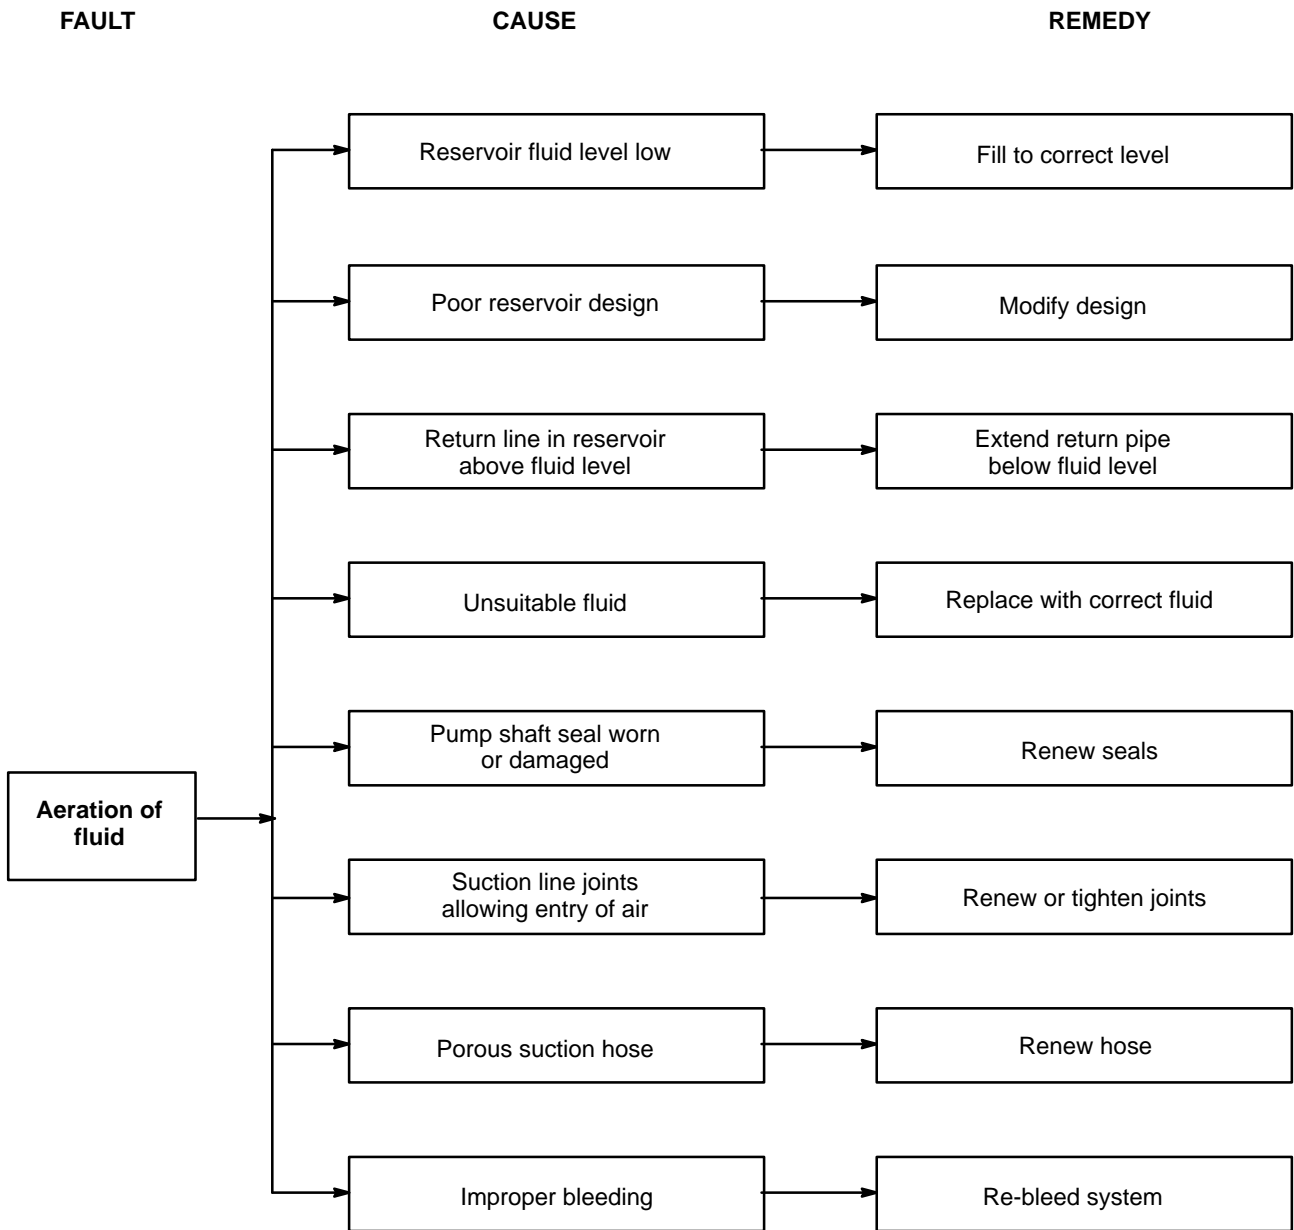 FAULT
CAUSE
REMEDY
Reservoir fluid level low
Fill to correct level
Poor reservoir design
Modify design
Return line in reservoir
above fluid level
Extend return pipe
below fluid level
Unsuitable fluid
Replace with correct fluid
Pump shaft seal worn
or damaged
Renew seals
Aeration of
fluid
Suction line joints
allowing entry of air
Renew or tighten joints
Porous suction hose
Renew hose
Improper bleeding
Re-bleed system